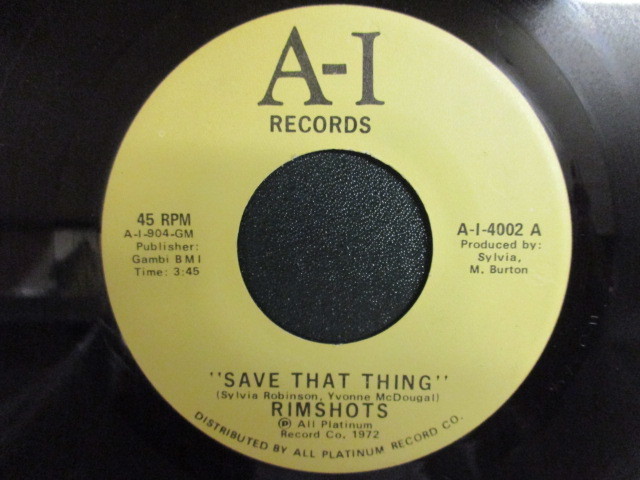 A-I
RECORDS
45 RPM
A-I-904-GM
Publisher:
Gambi BMI
Time: 3:45
A-I-4002 A
Produced by:
Sylvia,
M. Burton
"SAVE THAT THING"
(Sylvia Robinson, Yvonne McDougal)
RIMSHOTS
℗ All Platinum
Record Co, 1972
DISTRIBUTED BY ALL PLATINUM RECORD CO.